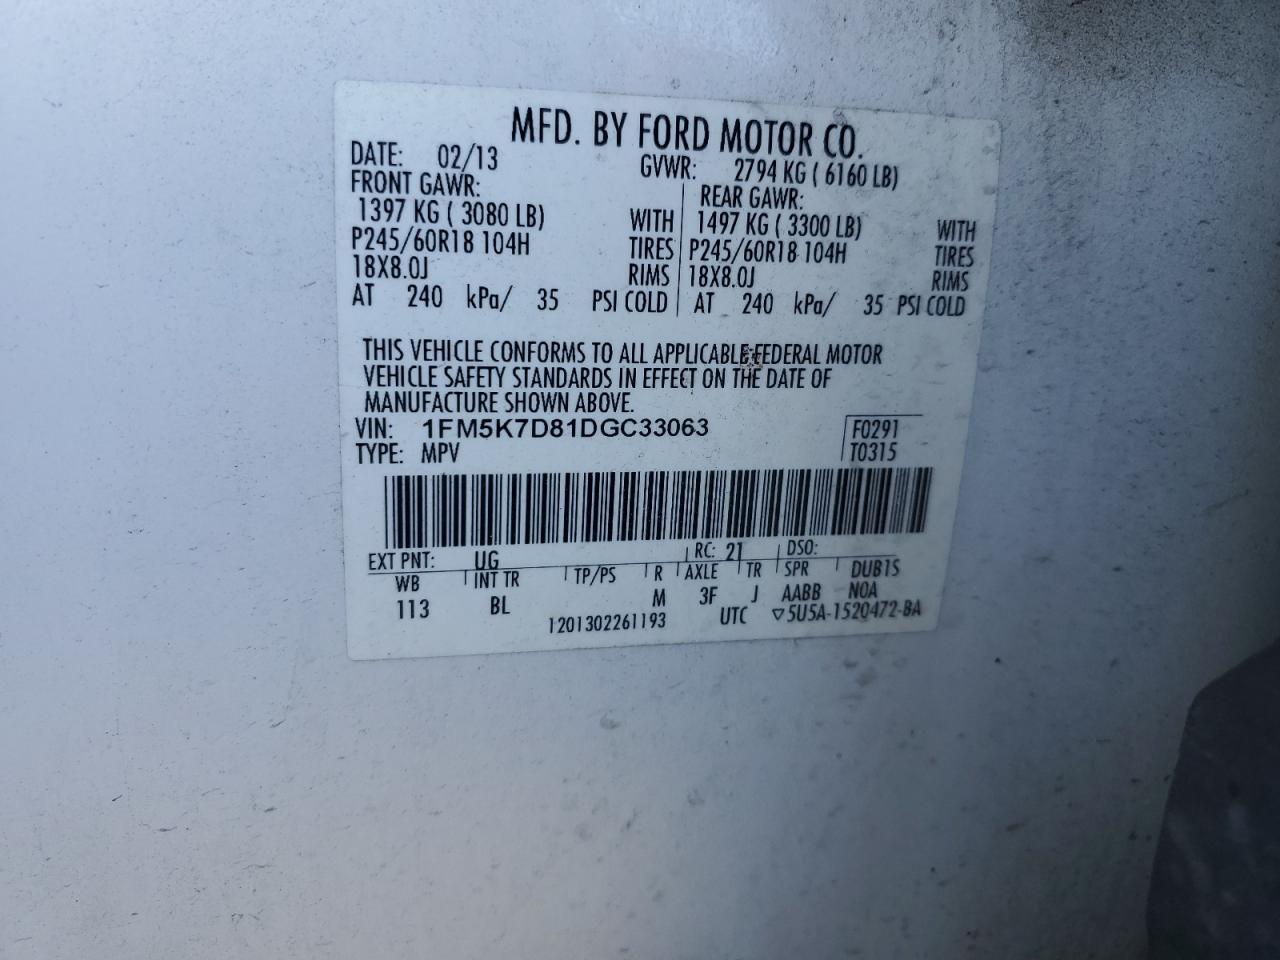 MFD. BY FORD MOTOR CO.
DATE: 02/13 GVWR: 2794 KG ( 6160 LB)
FRONT GAWR: REAR GAWR:
1397 KG ( 3080 LB) WITH 1497 KG ( 3300 LB) WITH
P245/60R18 104H TIRES P245/60R18 104H TIRES
18X8.0J RIMS 18X8.0J RIMS
AT 240 kPa/ 35 PSI COLD AT 240 kPa/ 35 PSI COLD
THIS VEHICLE CONFORMS TO ALL APPLICABLE FEDERAL MOTOR
VEHICLE SAFETY STANDARDS IN EFFECT ON THE DATE OF
MANUFACTURE SHOWN ABOVE.
VIN: 1FM5K7D81DGC33063 F0291
TYPE: MPV T0315
EXT PNT: UG RC: 21 DSO:
WB INT TR TP/PS R AXLE TR SPR DUB1S
113 BL M 3F J AABB N0A
1201302261193 UTC ▽5U5A-1520472-BA